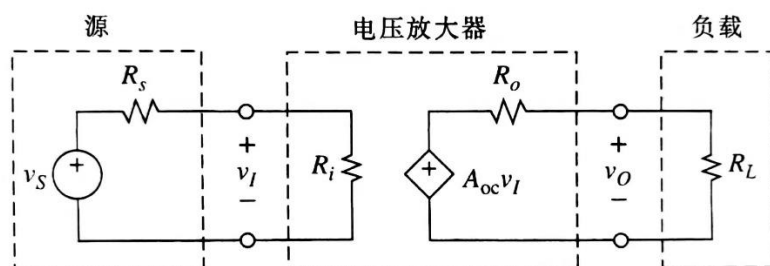 源 电压放大器 负载
R_s R_o
+ + + +
v_S v_I R_i A_oc v_I v_O R_L
− −